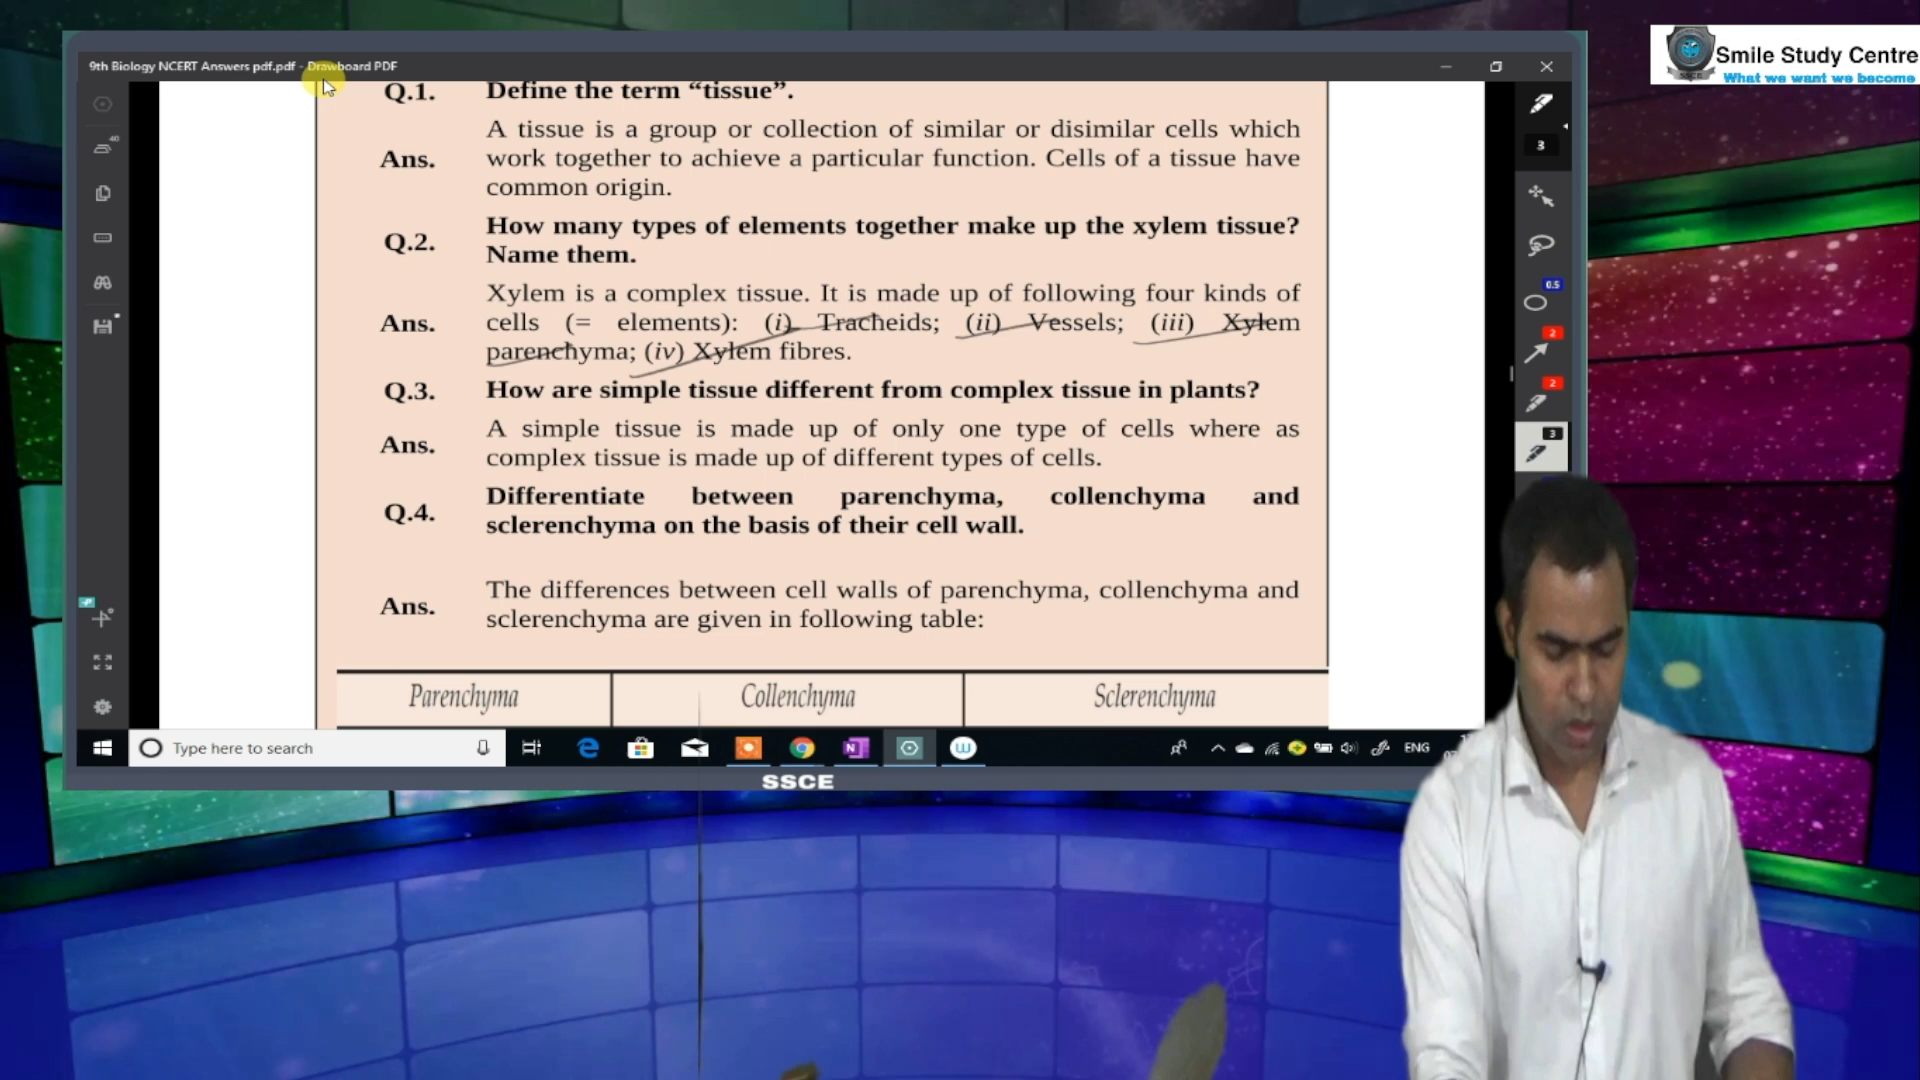 Smile Study Centre
What we want we become
SSCE
9th Biology NCERT Answers pdf.pdf - Drawboard PDF
Q.1. Define the term “tissue”.
A tissue is a group or collection of similar or disimilar cells which
Ans. work together to achieve a particular function. Cells of a tissue have
common origin.
Q.2. How many types of elements together make up the xylem tissue?
Name them.
Xylem is a complex tissue. It is made up of following four kinds of
Ans. cells (= elements): (i) Tracheids; (ii) Vessels; (iii) Xylem
parenchyma; (iv) Xylem fibres.
Q.3. How are simple tissue different from complex tissue in plants?
Ans. A simple tissue is made up of only one type of cells where as
complex tissue is made up of different types of cells.
Q.4. Differentiate between parenchyma, collenchyma and
sclerenchyma on the basis of their cell wall.
Ans. The differences between cell walls of parenchyma, collenchyma and
sclerenchyma are given in following table:
Parenchyma Collenchyma Sclerenchyma
40
3
0.5
2
2
3
Type here to search
ENG
SSCE